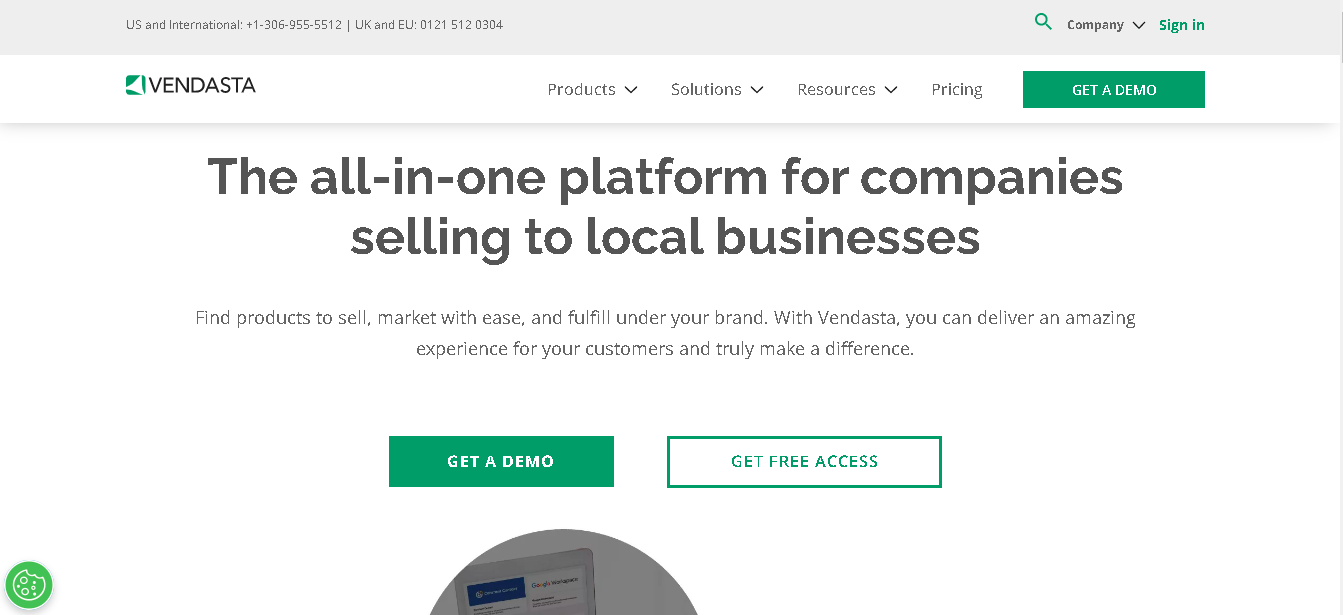 US and International: +1-306-955-5512 | UK and EU: 0121 512 0304
Company
Sign in
VENDASTA
Products
Solutions
Resources
Pricing
GET A DEMO
The all-in-one platform for companies
selling to local businesses
Find products to sell, market with ease, and fulfill under your brand. With Vendasta, you can deliver an amazing
experience for your customers and truly make a difference.
GET A DEMO
GET FREE ACCESS
Google Workspace